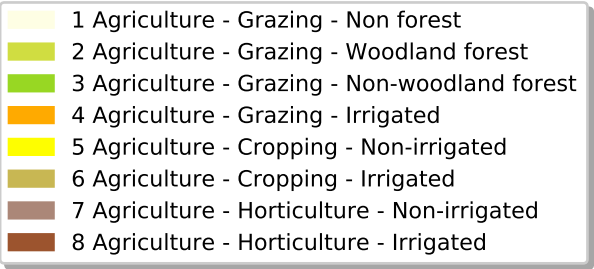 1 Agriculture - Grazing - Non forest
2 Agriculture - Grazing - Woodland forest
3 Agriculture - Grazing - Non-woodland forest
4 Agriculture - Grazing - Irrigated
5 Agriculture - Cropping - Non-irrigated
6 Agriculture - Cropping - Irrigated
7 Agriculture - Horticulture - Non-irrigated
8 Agriculture - Horticulture - Irrigated